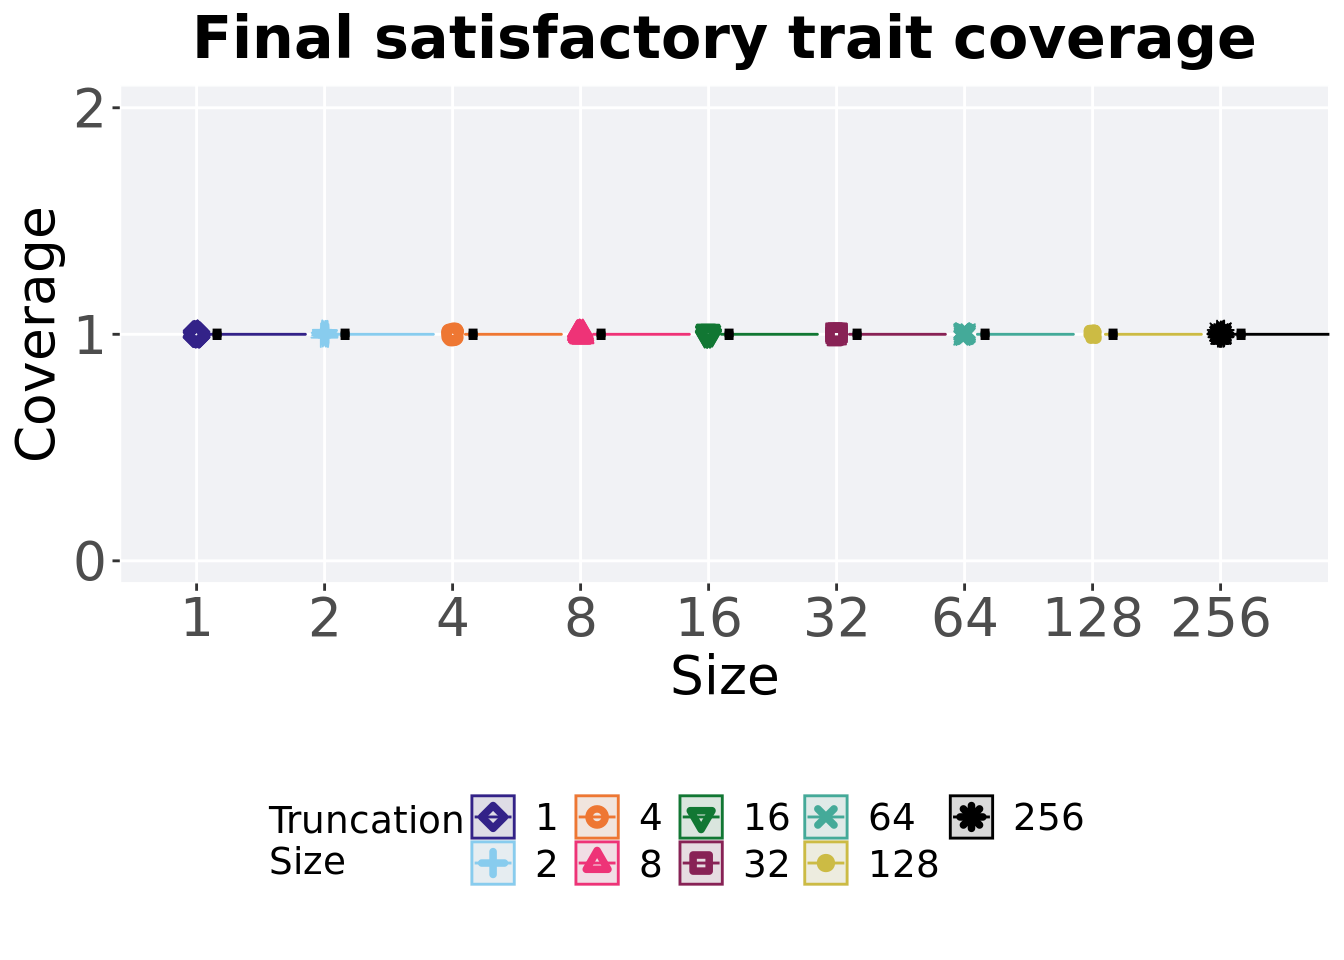 Final satisfactory trait coverage
2
1
0
Coverage
1 2 4 8 16 32 64 128 256
Size
Truncation Size
1 4 16 64 256
2 8 32 128